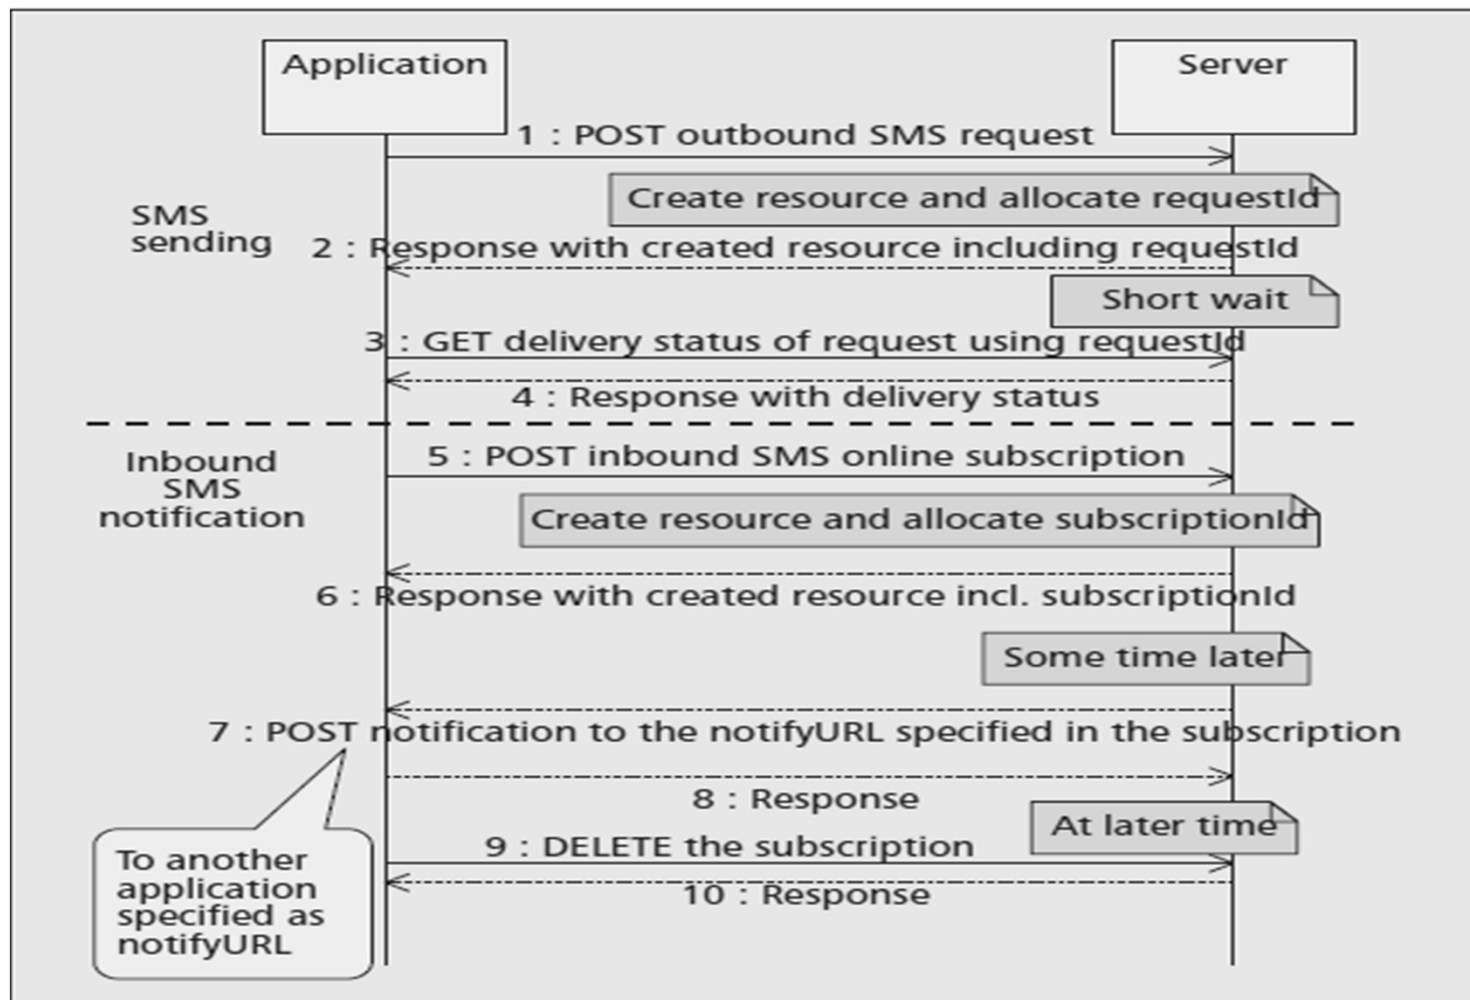 Application
Server
1 : POST outbound SMS request
Create resource and allocate requestId
SMS
sending
2 : Response with created resource including requestId
Short wait
3 : GET delivery status of request using requestId
4 : Response with delivery status
Inbound
SMS
notification
5 : POST inbound SMS online subscription
Create resource and allocate subscriptionId
6 : Response with created resource incl. subscriptionId
Some time later
7 : POST notification to the notifyURL specified in the subscription
8 : Response
At later time
9 : DELETE the subscription
10 : Response
To another
application
specified as
notifyURL